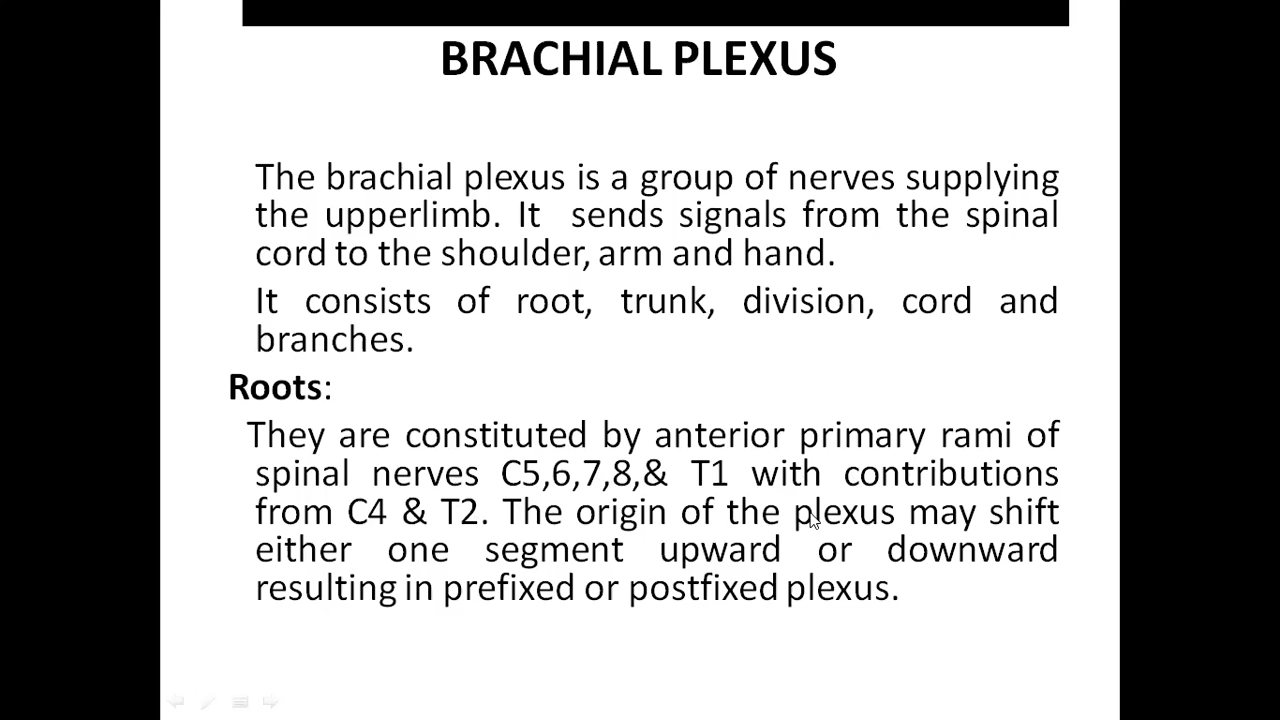 BRACHIAL PLEXUS
The brachial plexus is a group of nerves supplying
the upperlimb. It sends signals from the spinal
cord to the shoulder, arm and hand.
It consists of root, trunk, division, cord and
branches.
Roots:
They are constituted by anterior primary rami of
spinal nerves C5,6,7,8,& T1 with contributions
from C4 & T2. The origin of the plexus may shift
either one segment upward or downward
resulting in prefixed or postfixed plexus.